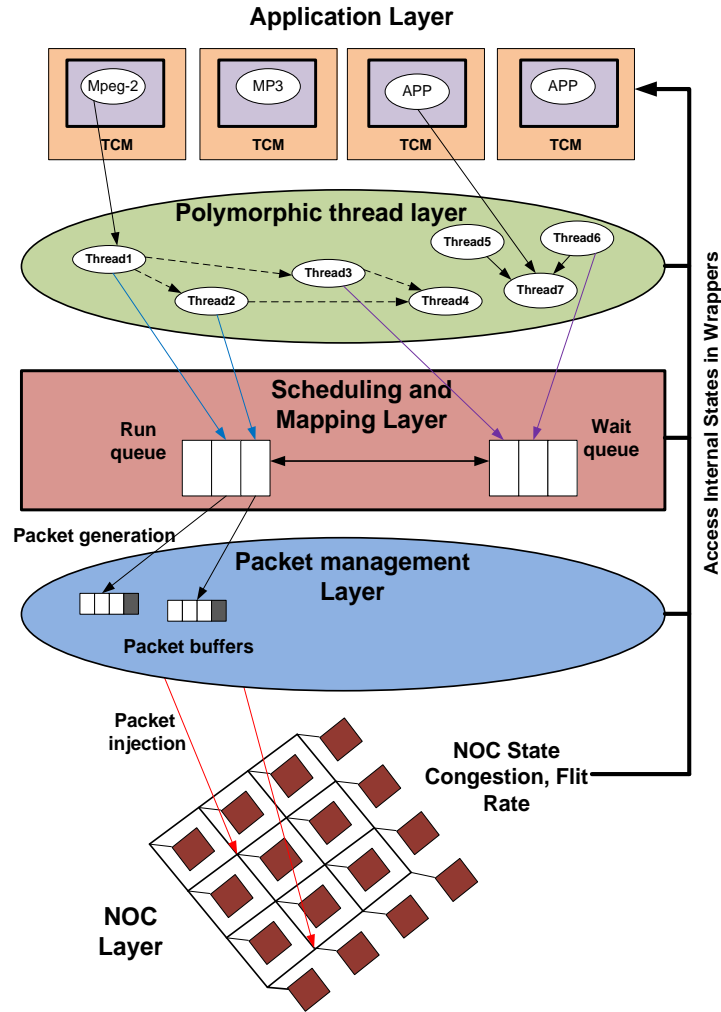 Application Layer
Mpeg-2
MP3
APP
APP
TCM
TCM
TCM
TCM
Polymorphic thread layer
Thread1
Thread2
Thread3
Thread4
Thread5
Thread6
Thread7
Scheduling and
Mapping Layer
Run
queue
Wait
queue
Packet generation
Packet management
Layer
Packet buffers
Packet
injection
NOC State
Congestion, Flit
Rate
NOC
Layer
Access Internal States in Wrappers